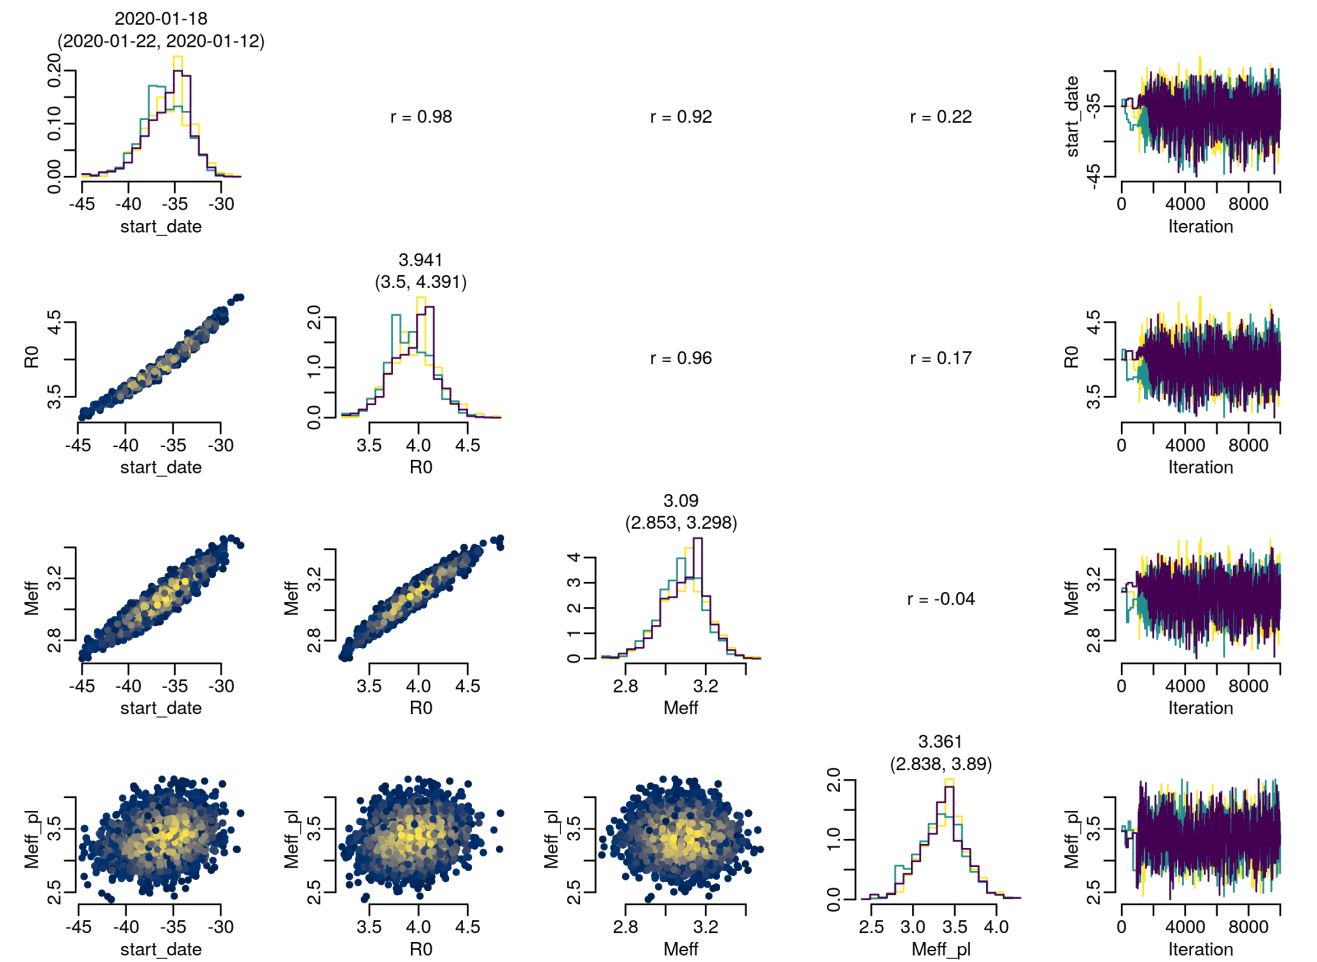 2020-01-18
(2020-01-22, 2020-01-12)
0.00 0.10 0.20
-45 -40 -35 -30
start_date
r = 0.98
r = 0.92
r = 0.22
start_date
-45 -35
0 4000 8000
Iteration
R0
3.5 4.5
-45 -40 -35 -30
start_date
3.941
(3.5, 4.391)
0.0 1.0 2.0
3.5 4.0 4.5
R0
r = 0.96
r = 0.17
R0
3.5 4.5
0 4000 8000
Iteration
Meff
2.8 3.2
-45 -40 -35 -30
start_date
Meff
2.8 3.2
3.5 4.0 4.5
R0
3.09
(2.853, 3.298)
0 1 2 3 4
2.8 3.2
Meff
r = -0.04
Meff
2.8 3.2
0 4000 8000
Iteration
Meff_pl
2.5 3.5
-45 -40 -35 -30
start_date
Meff_pl
2.5 3.5
3.5 4.0 4.5
R0
Meff_pl
2.5 3.5
2.8 3.2
Meff
3.361
(2.838, 3.89)
0.0 1.0 2.0
2.5 3.0 3.5 4.0
Meff_pl
Meff_pl
2.5 3.5
0 4000 8000
Iteration